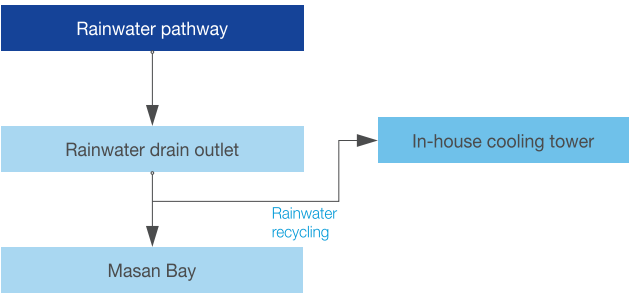 Rainwater pathway
Rainwater drain outlet
In-house cooling tower
Rainwater
recycling
Masan Bay